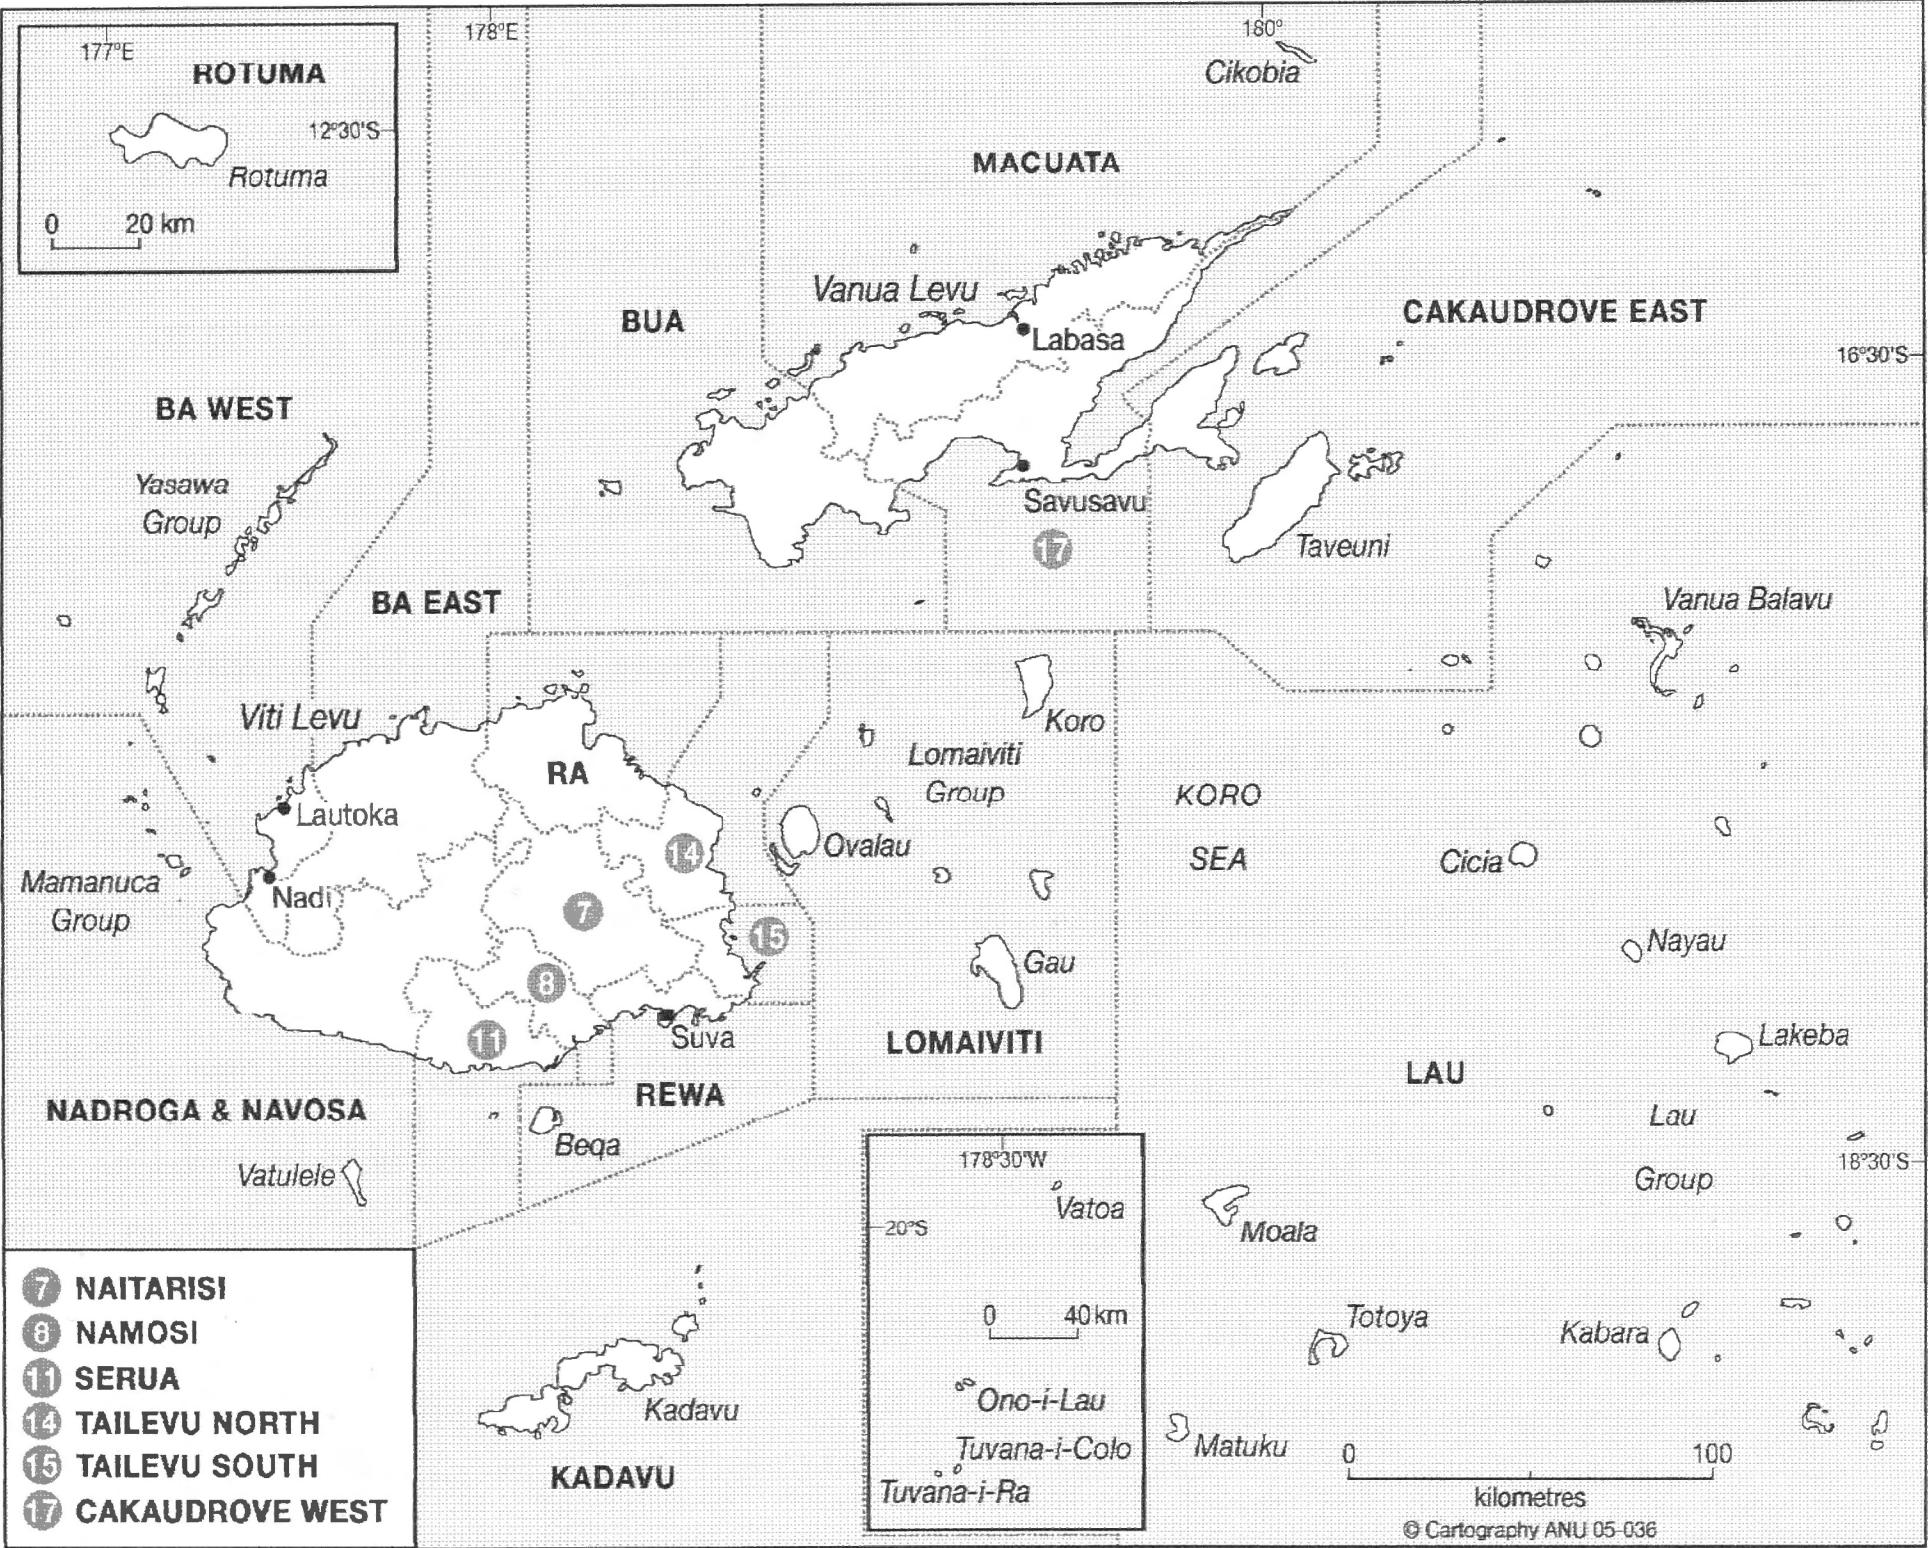 177°E
ROTUMA
12°30'S
Rotuma
0 20 km
178°E
180°
Cikobia
MACUATA
Vanua Levu
BUA
Labasa
CAKAUDROVE EAST
16°30'S
BA WEST
Yasawa
Group
Savusavu
17
Taveuni
BA EAST
Vanua Balavu
Viti Levu
Koro
Lomaiviti
Group
RA
KORO
SEA
Lautoka
14
Ovalau
Cicia
Mamanuca
Group
Nadi
7
15
Nayau
Gau
8
11
Suva
LOMAIVITI
Lakeba
LAU
REWA
NADROGA & NAVOSA
Beqa
Lau
Group
18°30'S
Vatulele
178°30'W
Vatoa
20°S
Moala
0 40 km
Totoya
Kabara
Ono-i-Lau
Kadavu
Tuvana-i-Colo
Matuku
Tuvana-i-Ra
KADAVU
7 NAITARISI
8 NAMOSI
11 SERUA
14 TAILEVU NORTH
15 TAILEVU SOUTH
17 CAKAUDROVE WEST
0 100
kilometres
© Cartography ANU 05-036